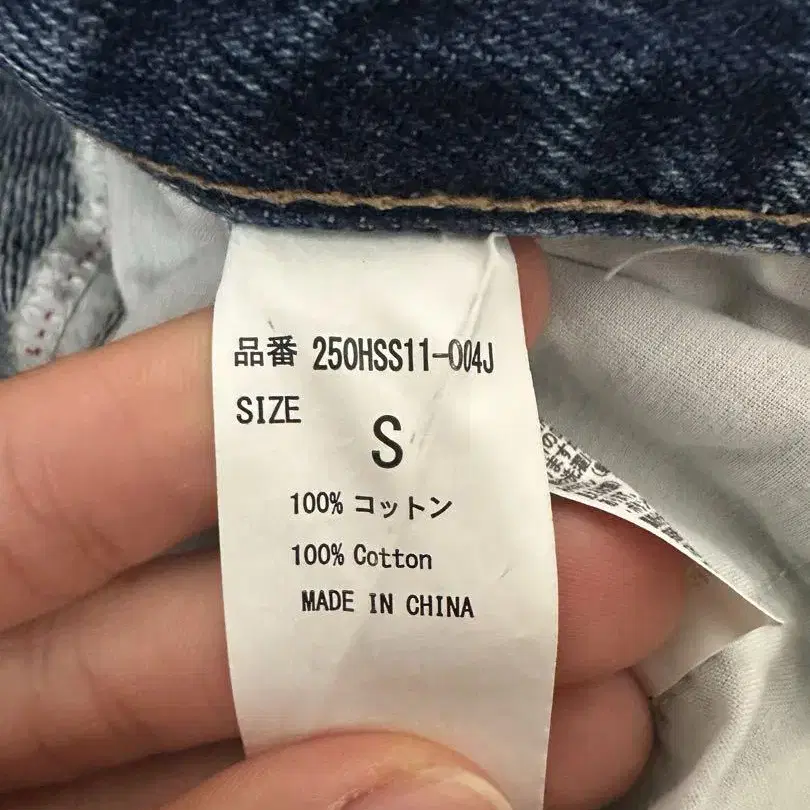 品番 250HSS11-004J
SIZE
S
100% コットン
100% Cotton
MADE IN CHINA